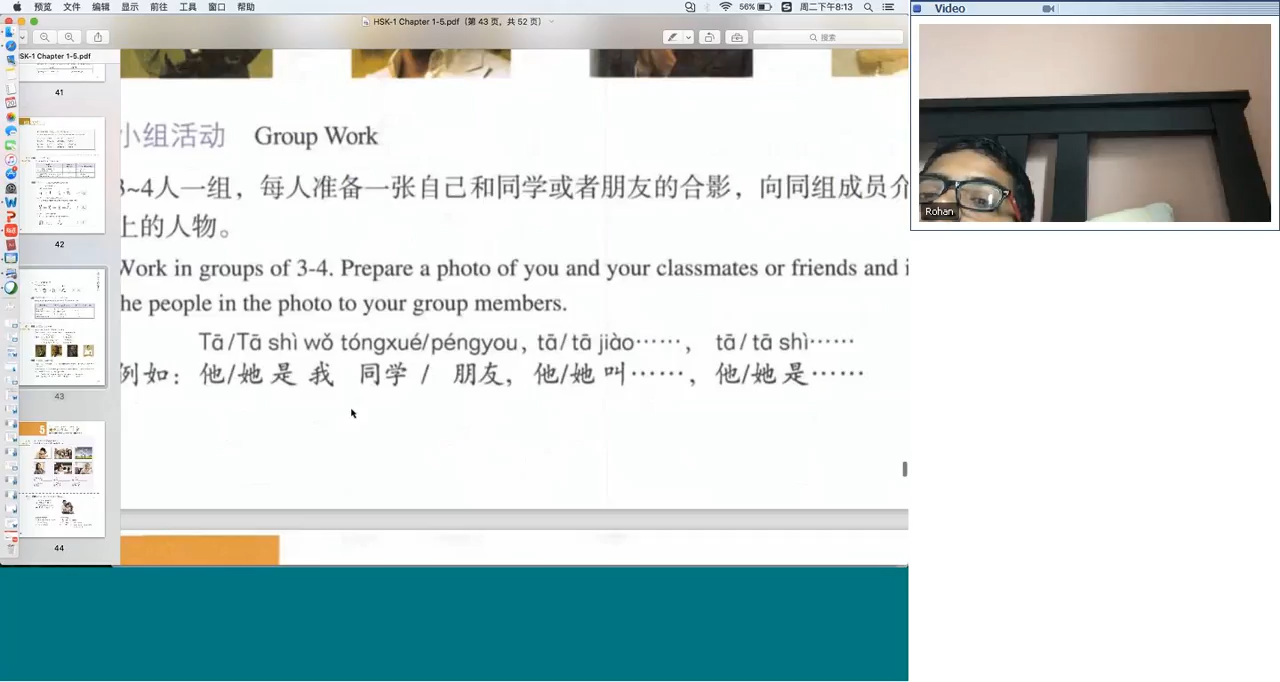 预览 文件 编辑 显示 前往 工具 窗口 帮助
56%
周二下午8:13
HSK-1 Chapter 1-5.pdf（第 43 页，共 52 页）
搜索
HSK-1 Chapter 1-5.pdf
41
42
43
44
小组活动 Group Work
3~4人一组，每人准备一张自己和同学或者朋友的合影，向同组成员介
上的人物。
Work in groups of 3-4. Prepare a photo of you and your classmates or friends and i
he people in the photo to your group members.
Tā/Tā shì wǒ tóngxué/péngyou, tā/tā jiào……, tā/tā shì……
例如：他/她 是 我 同学 / 朋友，他/她 叫……，他/她 是……
Video
Rohan